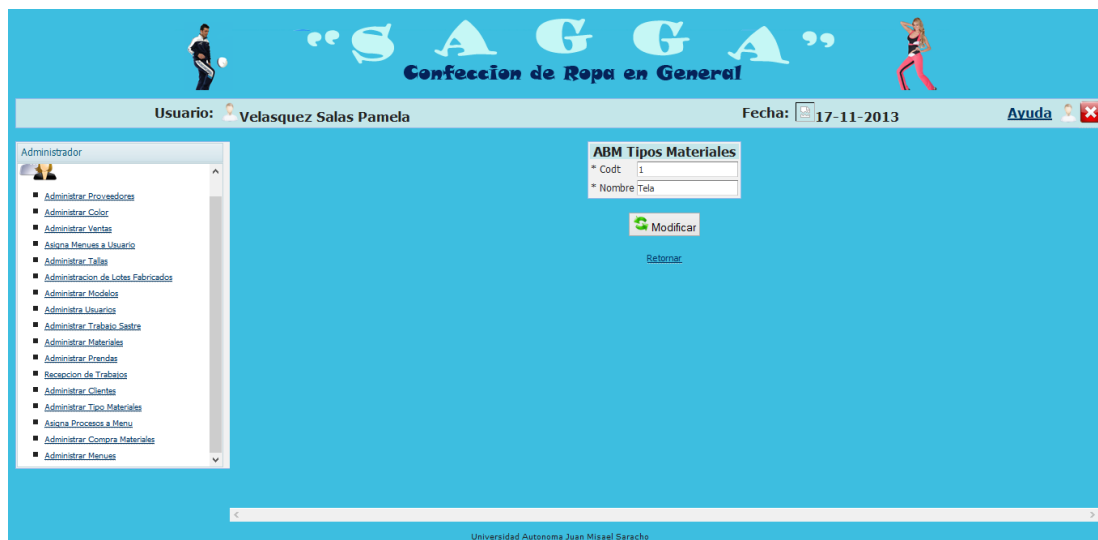 “S A G G A”
Confeccion de Ropa en General
Usuario: Velasquez Salas Pamela Fecha: 17-11-2013 Ayuda
Administrador
Administrar Proveedores
Administrar Color
Administrar Ventas
Asigna Menues a Usuario
Administrar Tallas
Administracion de Lotes Fabricados
Administrar Modelos
Administra Usuarios
Administrar Trabajo Sastre
Administrar Materiales
Administrar Prendas
Recepcion de Trabajos
Administrar Clientes
Administrar Tipo Materiales
Asigna Procesos a Menu
Administrar Compra Materiales
Administrar Menues
ABM Tipos Materiales
* Codt 1
* Nombre Tela
Modificar
Retornar
Universidad Autonoma Juan Misael Saracho